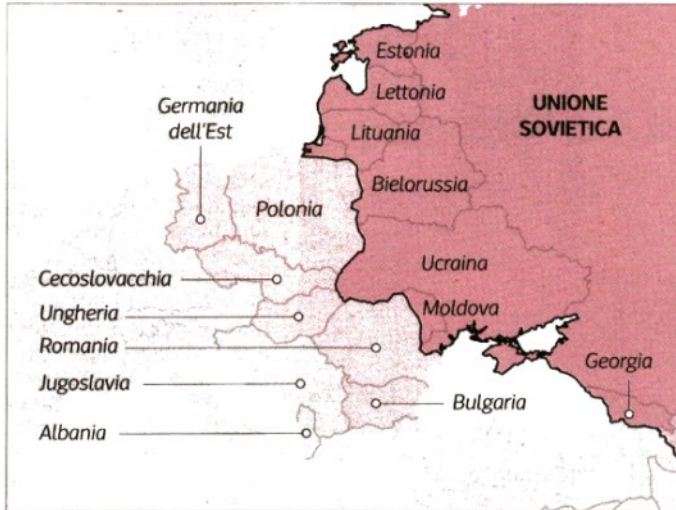 Estonia
Lettonia
Germania
dell'Est
UNIONE
SOVIETICA
Lituania
Bielorussia
Polonia
Ucraina
Cecoslovacchia
Moldova
Ungheria
Romania
Georgia
Jugoslavia
Bulgaria
Albania